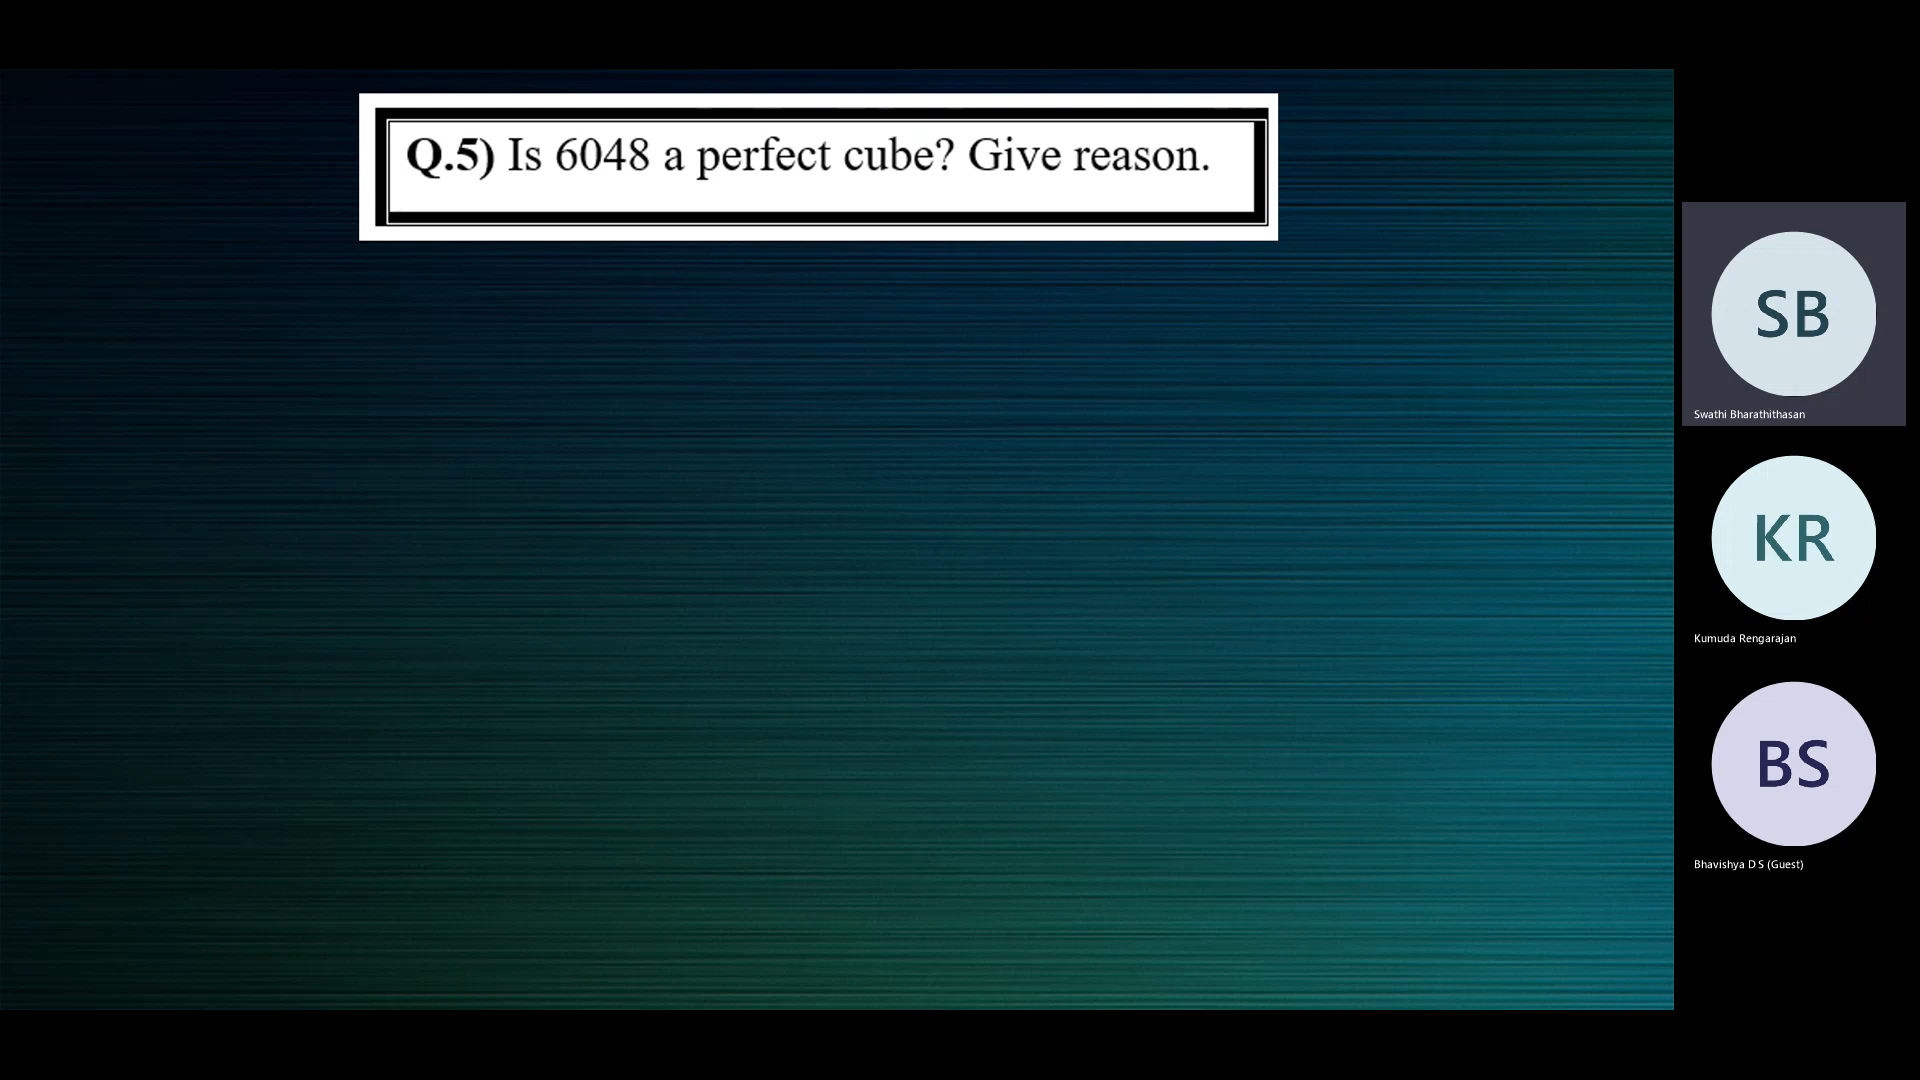 Q.5) Is 6048 a perfect cube? Give reason.
SB
Swathi Bharathithasan
KR
Kumuda Rengarajan
BS
Bhavishya D S (Guest)